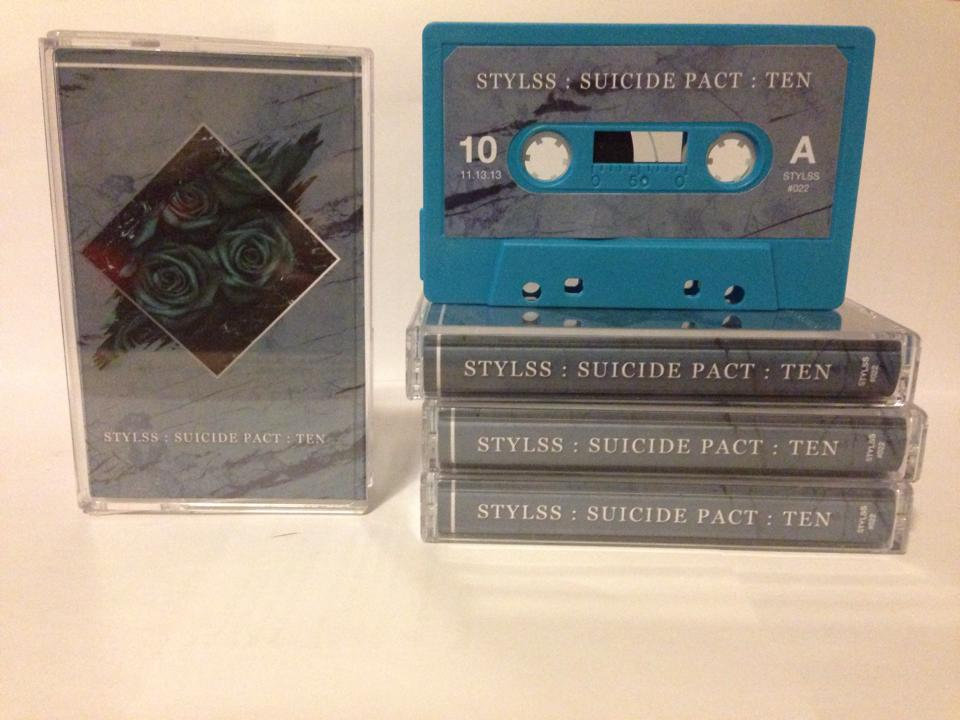 STYLSS : SUICIDE PACT : TEN
STYLSS : SUICIDE PACT : TEN
10
11.13.13
A
STYLSS
#022
0 50 0
STYLSS : SUICIDE PACT : TEN
STYLSS
#022
STYLSS : SUICIDE PACT : TEN
STYLSS
#022
STYLSS : SUICIDE PACT : TEN
STYLSS
#022